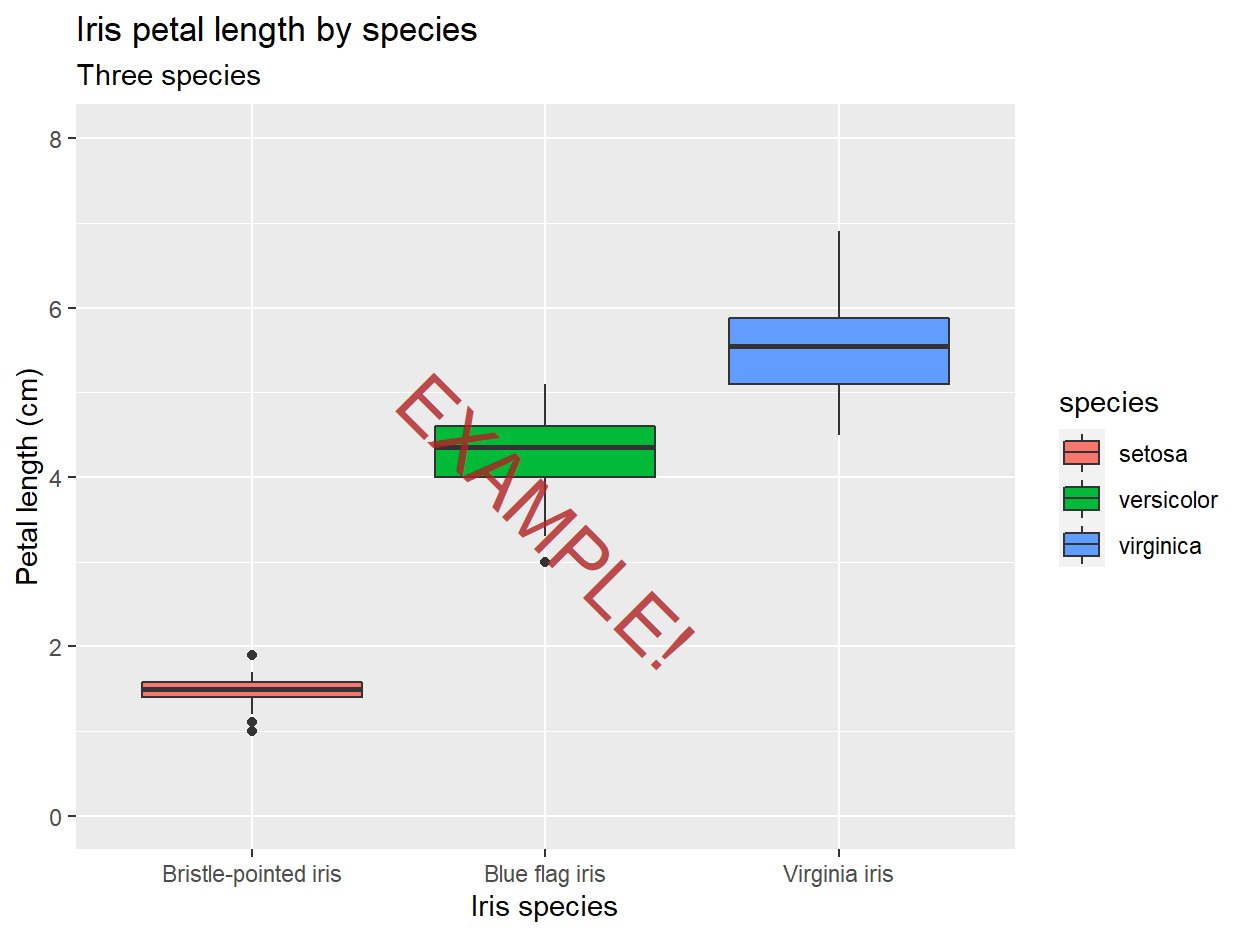 Iris petal length by species
Three species
Petal length (cm)
8
6
4
2
0
EXAMPLE!
Bristle-pointed iris
Blue flag iris
Virginia iris
Iris species
species
setosa
versicolor
virginica